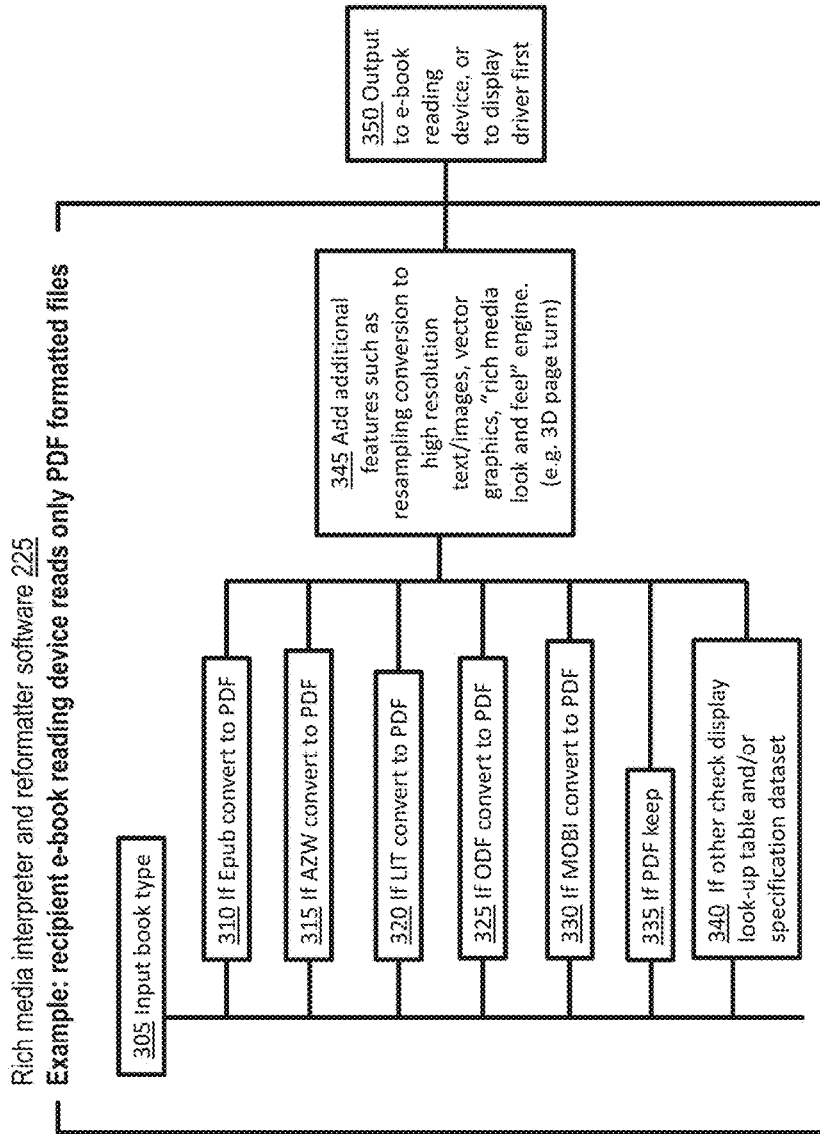 Rich media interpreter and reformatter software 225
Example: recipient e-book reading device reads only PDF formatted files
305 Input book type
310 If Epub convert to PDF
315 If AZW convert to PDF
320 If LIT convert to PDF
325 If ODF convert to PDF
330 If MOBI convert to PDF
335 If PDF keep
340 If other check display
look-up table and/or
specification dataset
345 Add additional
features such as
resampling conversion to
high resolution
text/images, vector
graphics, "rich media
look and feel" engine.
(e.g. 3D page turn)
350 Output
to e-book
reading
device, or
to display
driver first